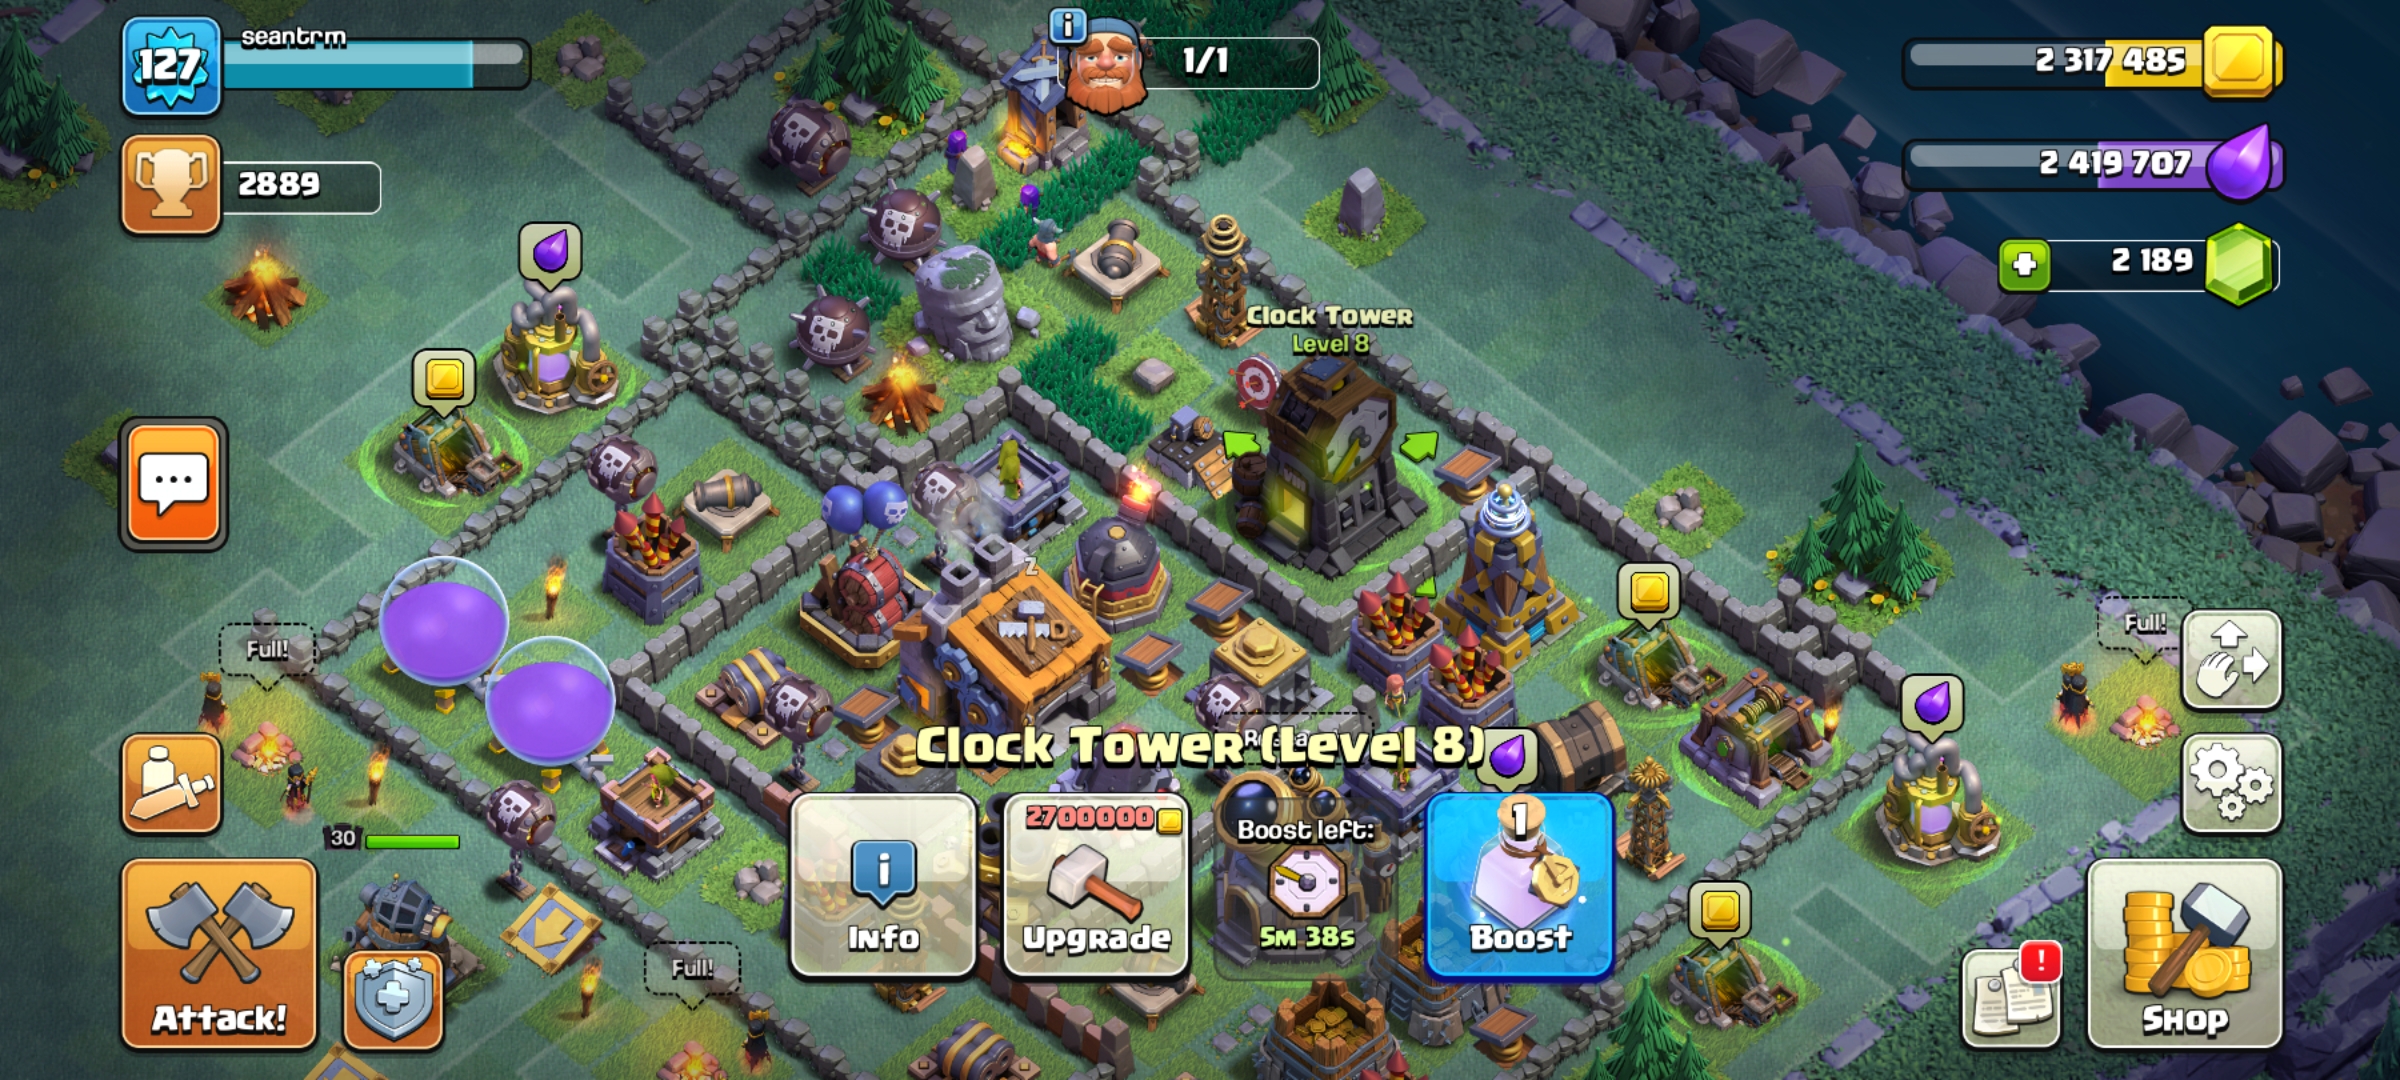 127
seantrm
1/1
2 317 485
2889
2 419 707
2 189
Clock Tower
Level 8
Full!
Full!
Z
Clock Tower (Level 8)
30
2700000
Boost left:
1
Info
Upgrade
5m 38s
Boost
Full!
Attack!
!
Shop